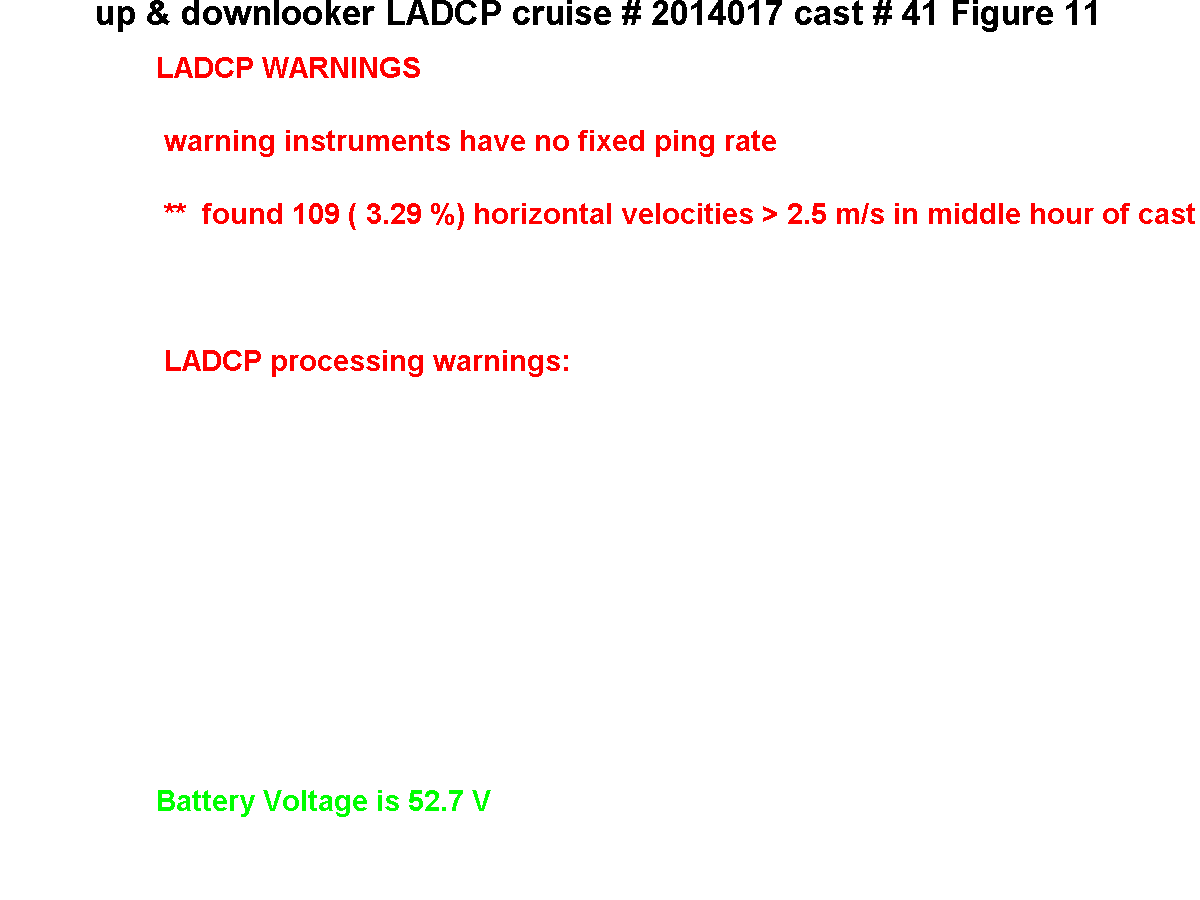 up & downlooker LADCP cruise # 2014017 cast # 41 Figure 11
LADCP WARNINGS
warning instruments have no fixed ping rate
** found 109 ( 3.29 %) horizontal velocities > 2.5 m/s in middle hour of cast
LADCP processing warnings:
Battery Voltage is 52.7 V